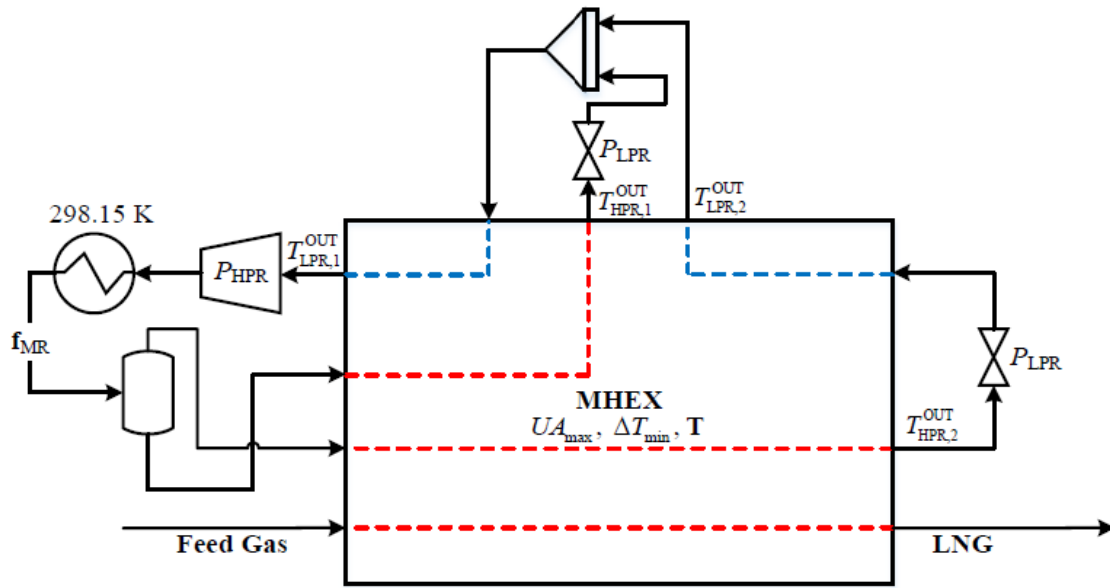 P_LPR
T_HPR,1^OUT
T_LPR,2^OUT
298.15 K
T_LPR,1^OUT
P_HPR
f_MR
P_LPR
MHEX
UA_max, ΔT_min, T
T_HPR,2^OUT
Feed Gas
LNG